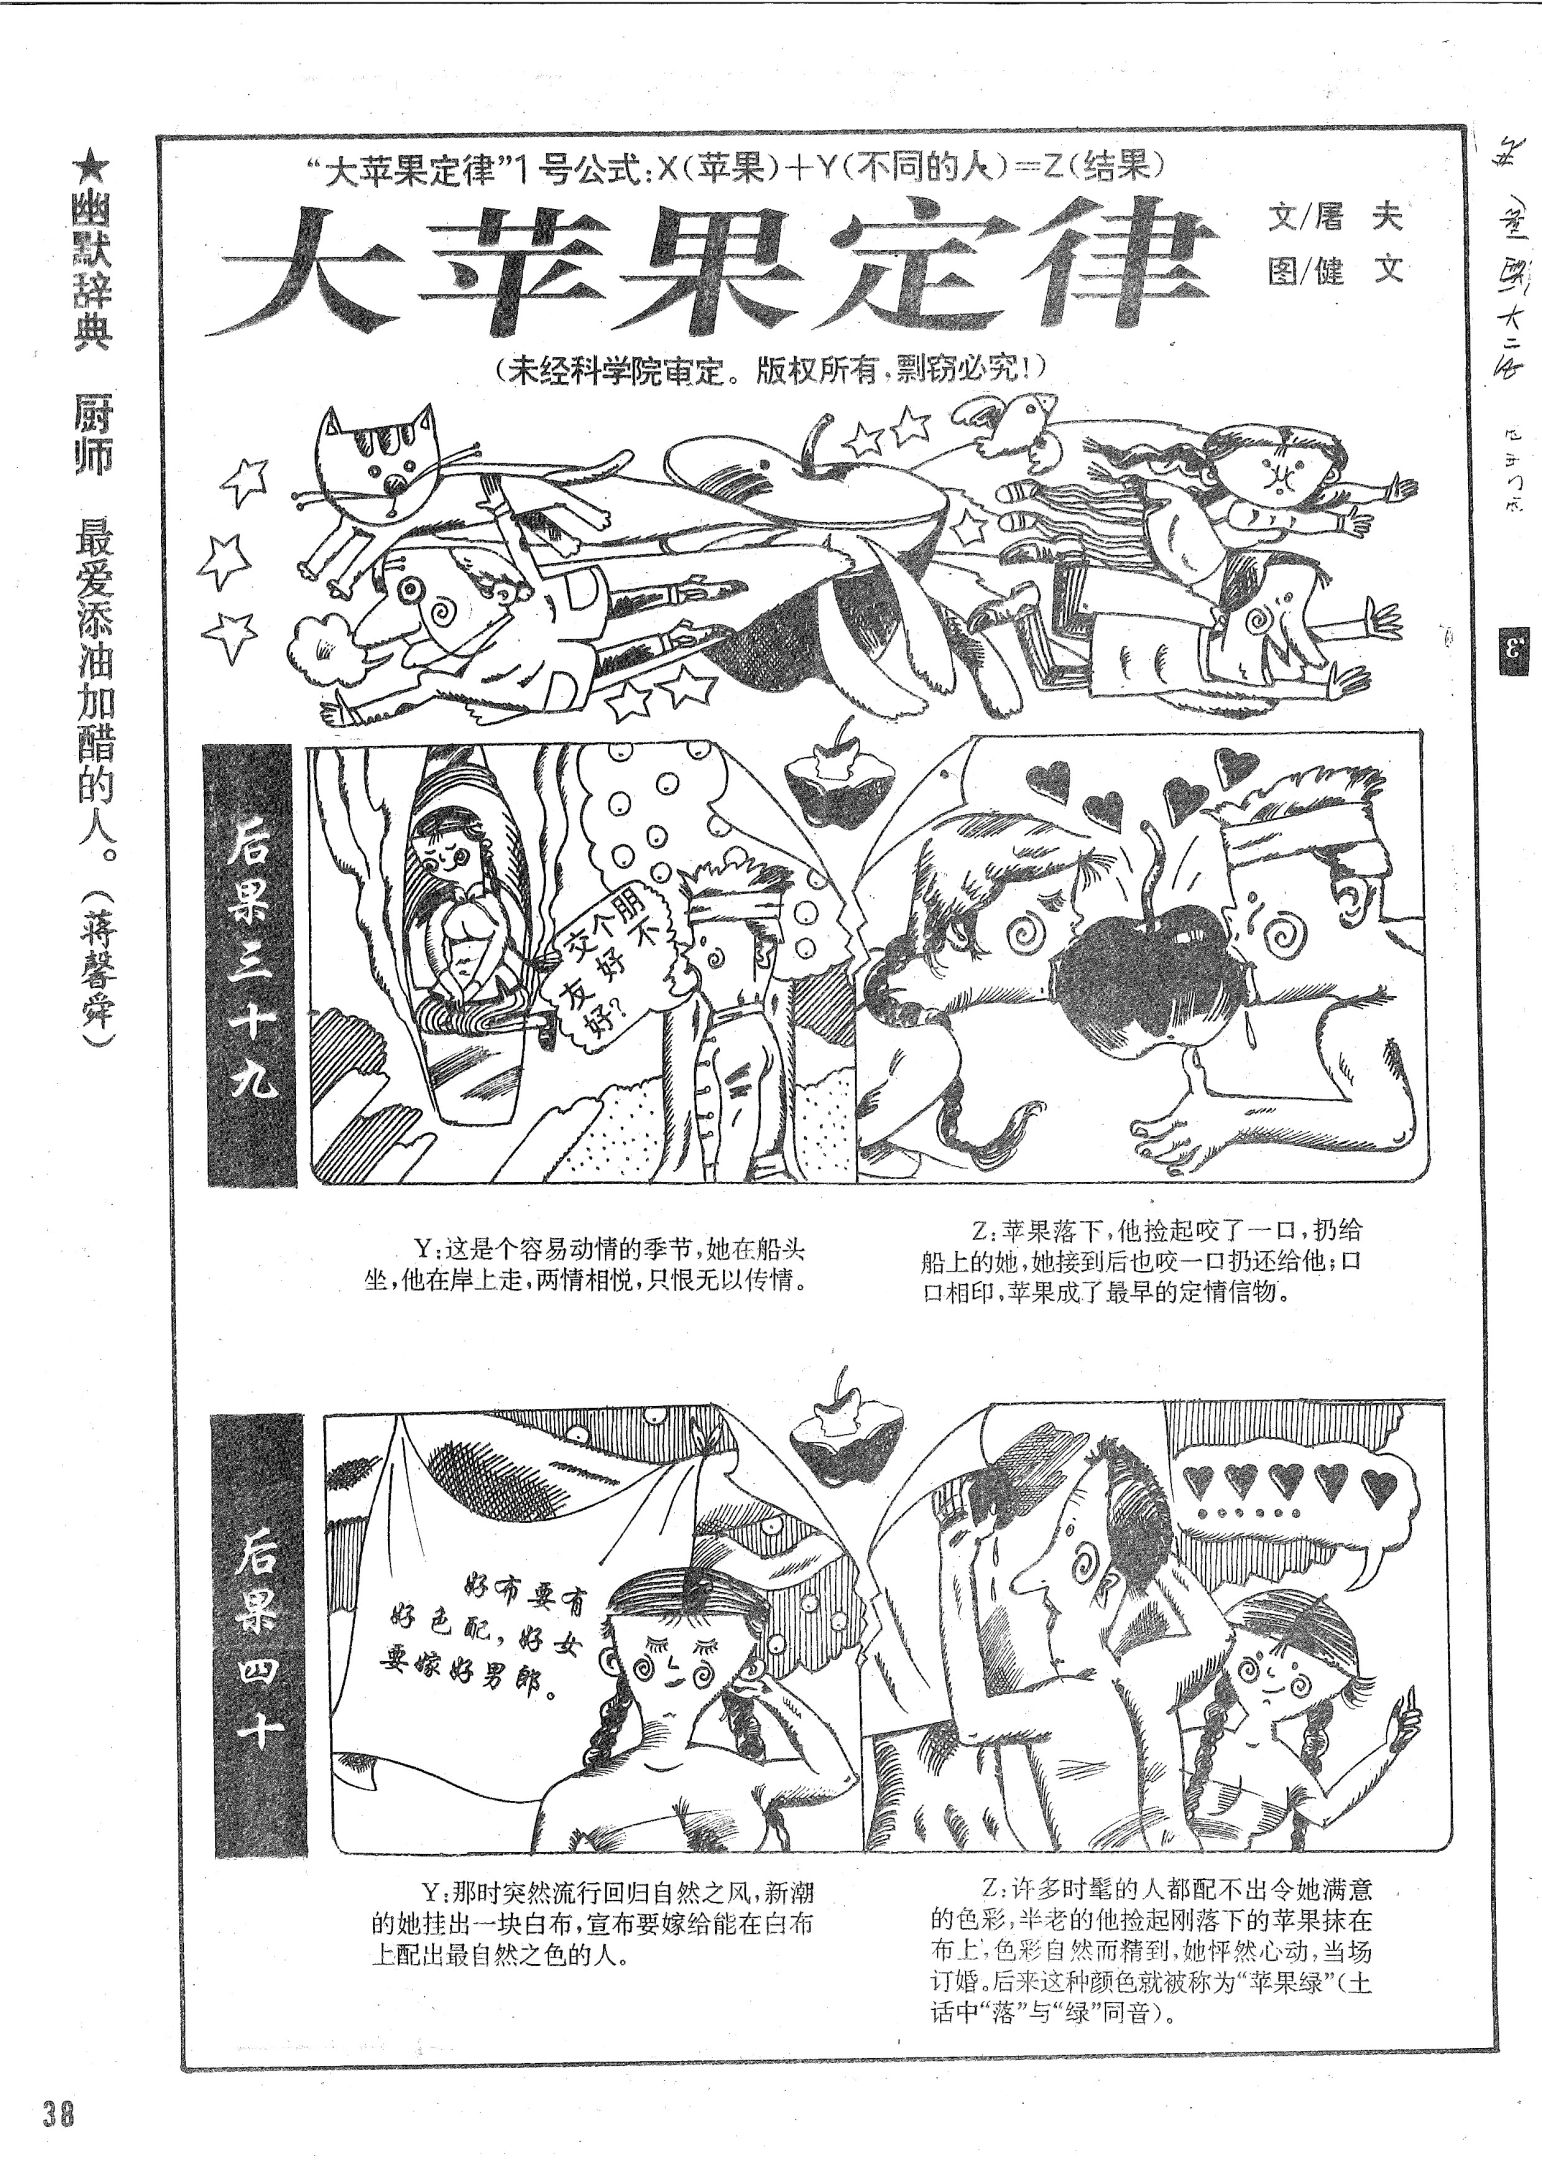 ★幽默辞典 厨师 最爱添油加醋的人。(蒋馨舜)
“大苹果定律”1号公式:X(苹果)+Y(不同的人)=Z(结果)
大苹果定律
文/屠 夫
图/健 文
(未经科学院审定。版权所有,剽窃必究!)
后果三十九
交个朋
友好不
好?
Y:这是个容易动情的季节,她在船头
坐,他在岸上走,两情相悦,只恨无以传情。
Z:苹果落下,他捡起咬了一口,扔给
船上的她,她接到后也咬一口扔还给他;口
口相印,苹果成了最早的定情信物。
后果四十
好布要有
好色配,好女
要嫁好男郎。
Y:那时突然流行回归自然之风,新潮
的她挂出一块白布,宣布要嫁给能在白布
上配出最自然之色的人。
Z:许多时髦的人都配不出令她满意
的色彩,半老的他捡起刚落下的苹果抹在
布上,色彩自然而精到,她怦然心动,当场
订婚。后来这种颜色就被称为“苹果绿”(土
话中“落”与“绿”同音)。
38